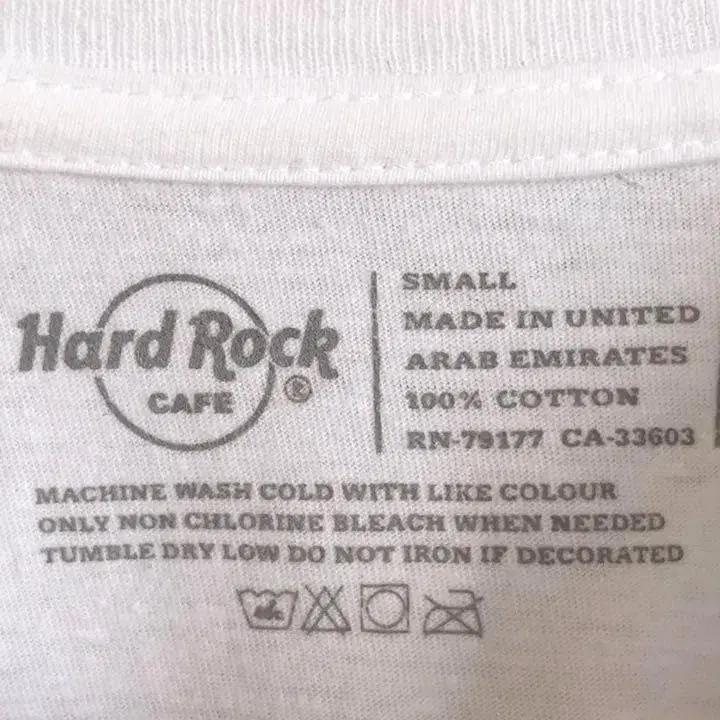 Hard Rock
CAFE
®
SMALL
MADE IN UNITED
ARAB EMIRATES
100% COTTON
RN-79177 CA-33603
MACHINE WASH COLD WITH LIKE COLOUR
ONLY NON CHLORINE BLEACH WHEN NEEDED
TUMBLE DRY LOW DO NOT IRON IF DECORATED